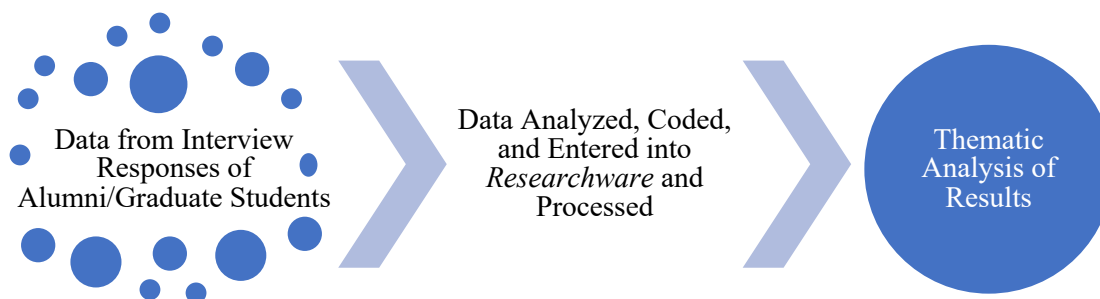 Data from Interview
Responses of
Alumni/Graduate Students
Data Analyzed, Coded,
and Entered into
Researchware and
Processed
Thematic
Analysis of
Results